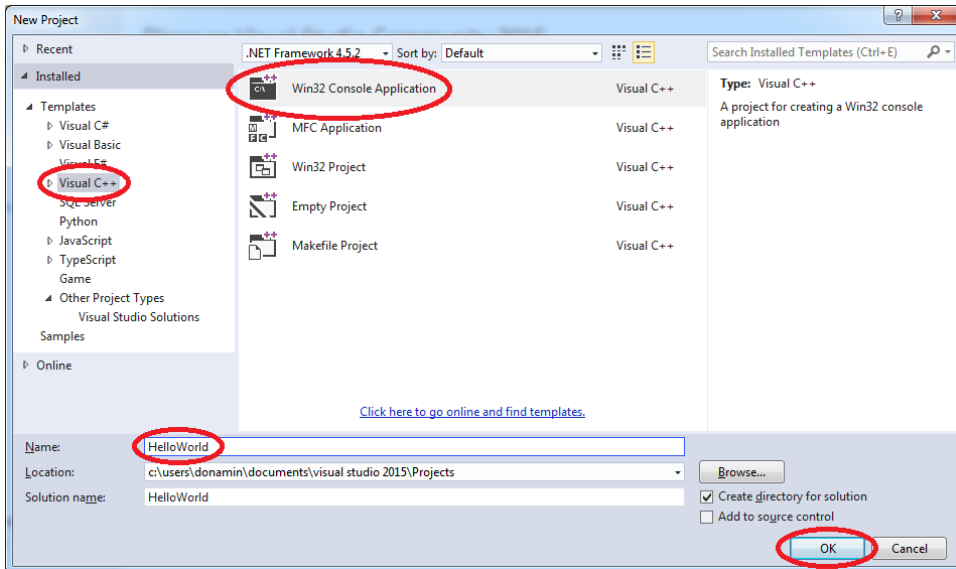 New Project
Recent
Installed
Templates
Visual C#
Visual Basic
Visual F#
Visual C++
SQL Server
Python
JavaScript
TypeScript
Game
Other Project Types
Visual Studio Solutions
Samples
Online
.NET Framework 4.5.2 Sort by: Default
Win32 Console Application Visual C++
MFC Application Visual C++
Win32 Project Visual C++
Empty Project Visual C++
Makefile Project Visual C++
Click here to go online and find templates.
Search Installed Templates (Ctrl+E)
Type: Visual C++
A project for creating a Win32 console
application
Name: HelloWorld
Location: c:\users\donamin\documents\visual studio 2015\Projects
Browse...
Solution name: HelloWorld
Create directory for solution
Add to source control
OK Cancel